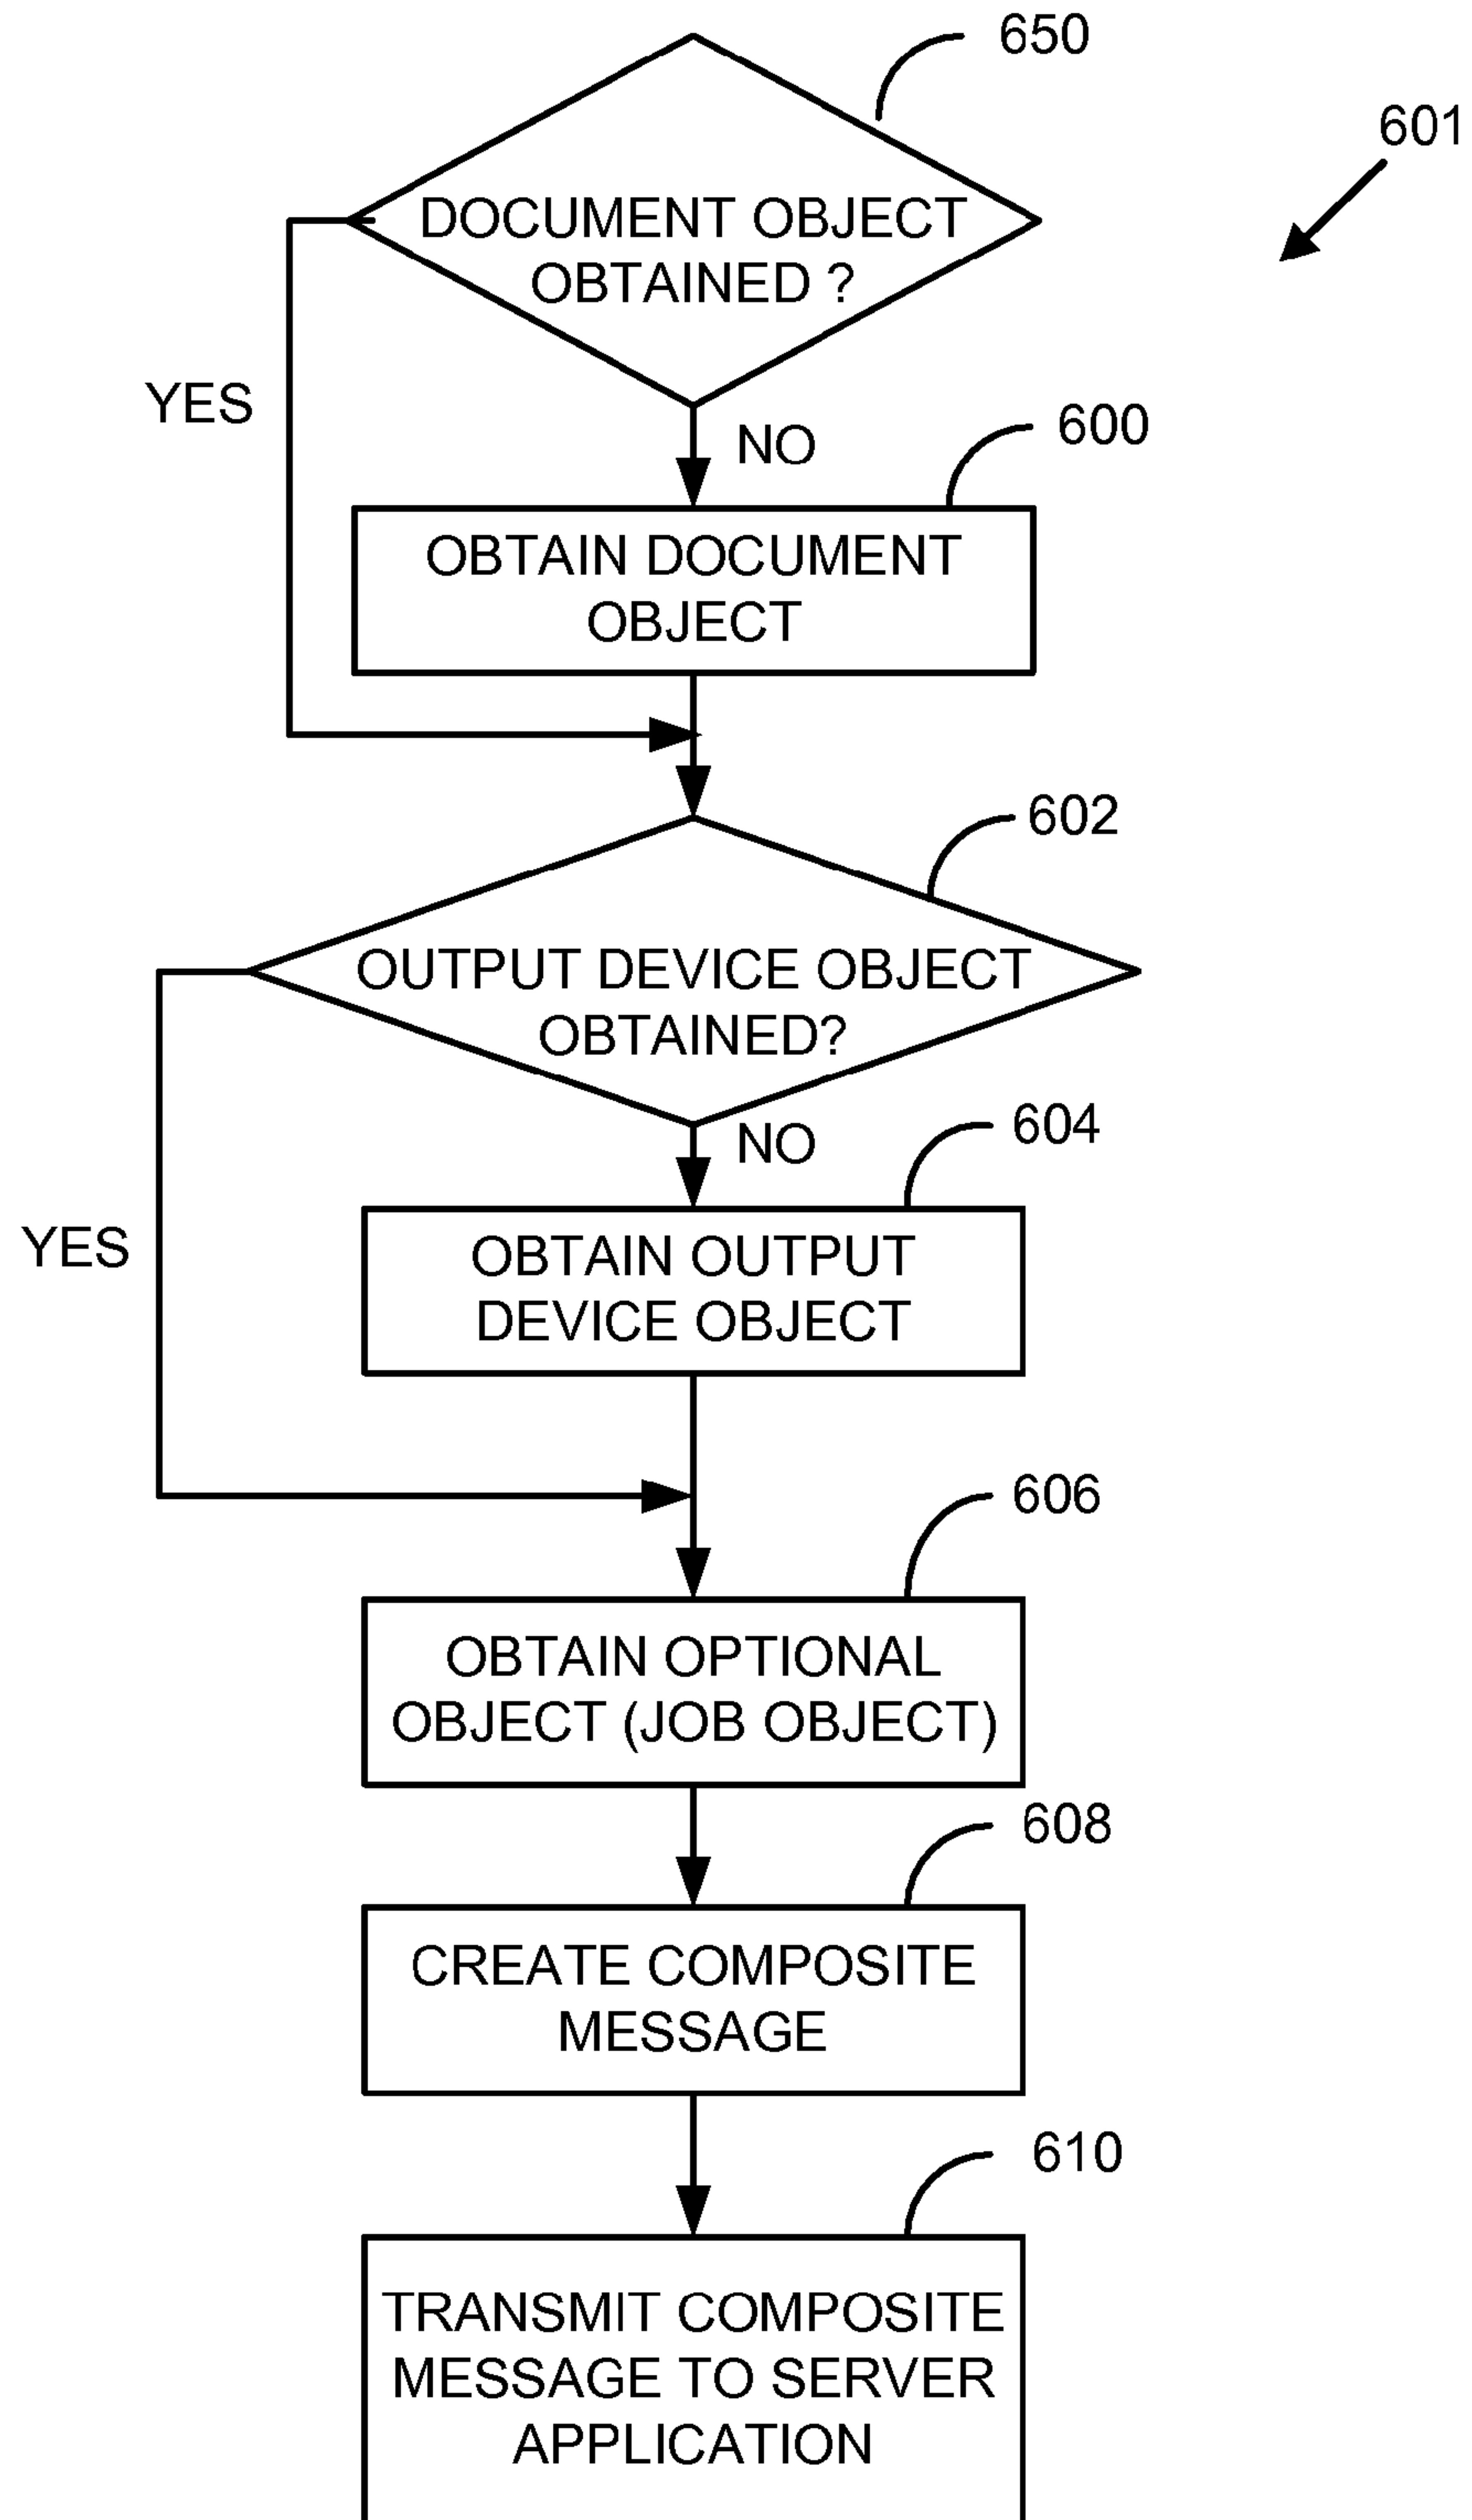 650
601
DOCUMENT OBJECT
OBTAINED ?
YES
NO
600
OBTAIN DOCUMENT
OBJECT
602
OUTPUT DEVICE OBJECT
OBTAINED?
NO
604
YES
OBTAIN OUTPUT
DEVICE OBJECT
606
OBTAIN OPTIONAL
OBJECT (JOB OBJECT)
608
CREATE COMPOSITE
MESSAGE
610
TRANSMIT COMPOSITE
MESSAGE TO SERVER
APPLICATION